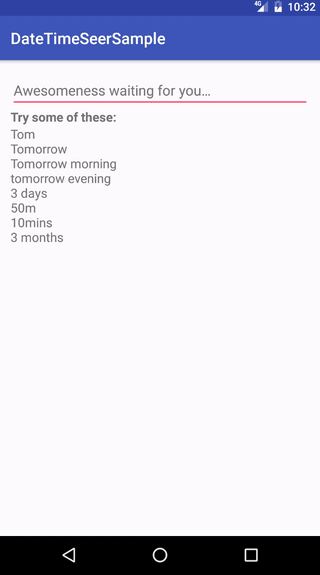 4G 10:32
DateTimeSeerSample
Awesomeness waiting for you...
Try some of these:
Tom
Tomorrow
Tomorrow morning
tomorrow evening
3 days
50m
10mins
3 months